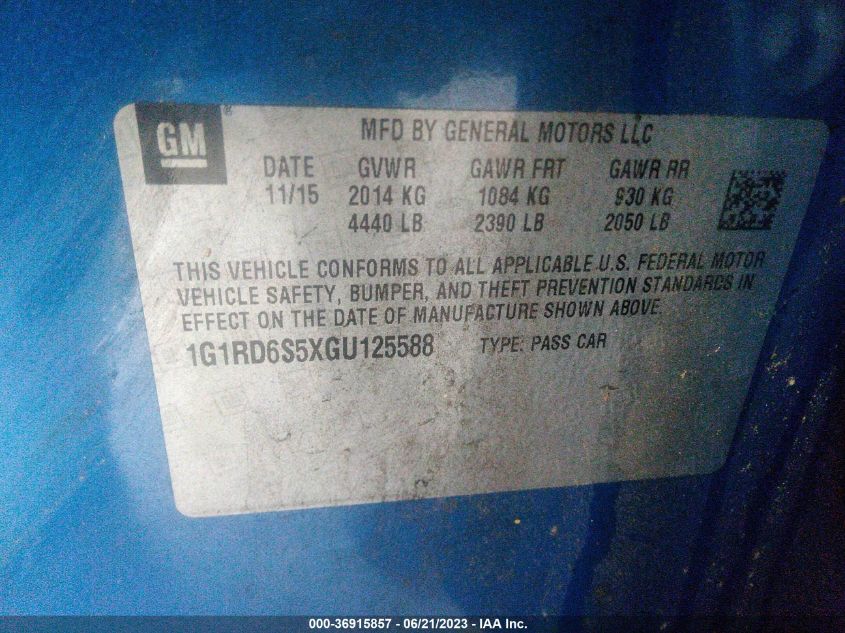 GM
MFD BY GENERAL MOTORS LLC
DATE GVWR GAWR FRT GAWR RR
11/15 2014 KG 1084 KG 930 KG
4440 LB 2390 LB 2050 LB
THIS VEHICLE CONFORMS TO ALL APPLICABLE U.S. FEDERAL MOTOR
VEHICLE SAFETY, BUMPER, AND THEFT PREVENTION STANDARDS IN
EFFECT ON THE DATE OF MANUFACTURE SHOWN ABOVE.
1G1RD6S5XGU125588 TYPE: PASS CAR
000-36915857 / 06/21/2023 - IAA Inc.